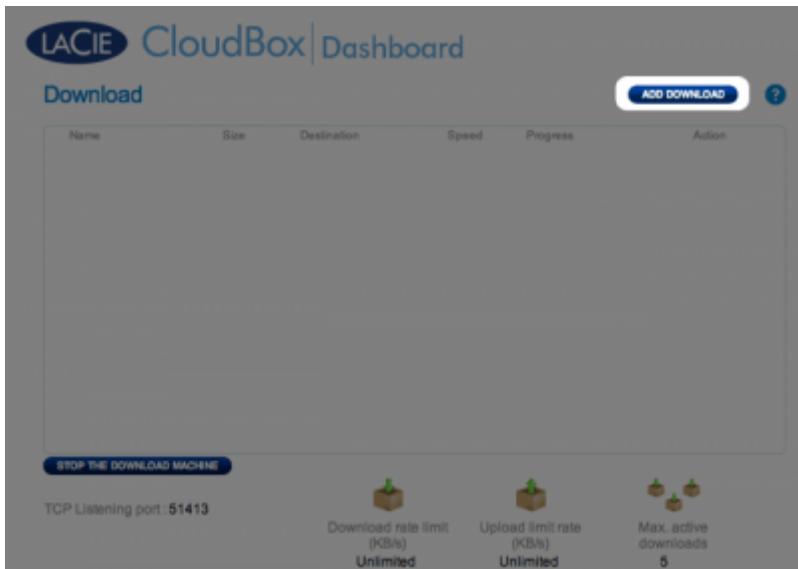 LACIE CloudBox Dashboard
Download ADD DOWNLOAD ?
Name Size Destination Speed Progress Action
STOP THE DOWNLOAD MACHINE
TCP Listening port : 51413
Download rate limit (KB/s)
Unlimited
Upload limit rate (KB/s)
Unlimited
Max. active downloads
5